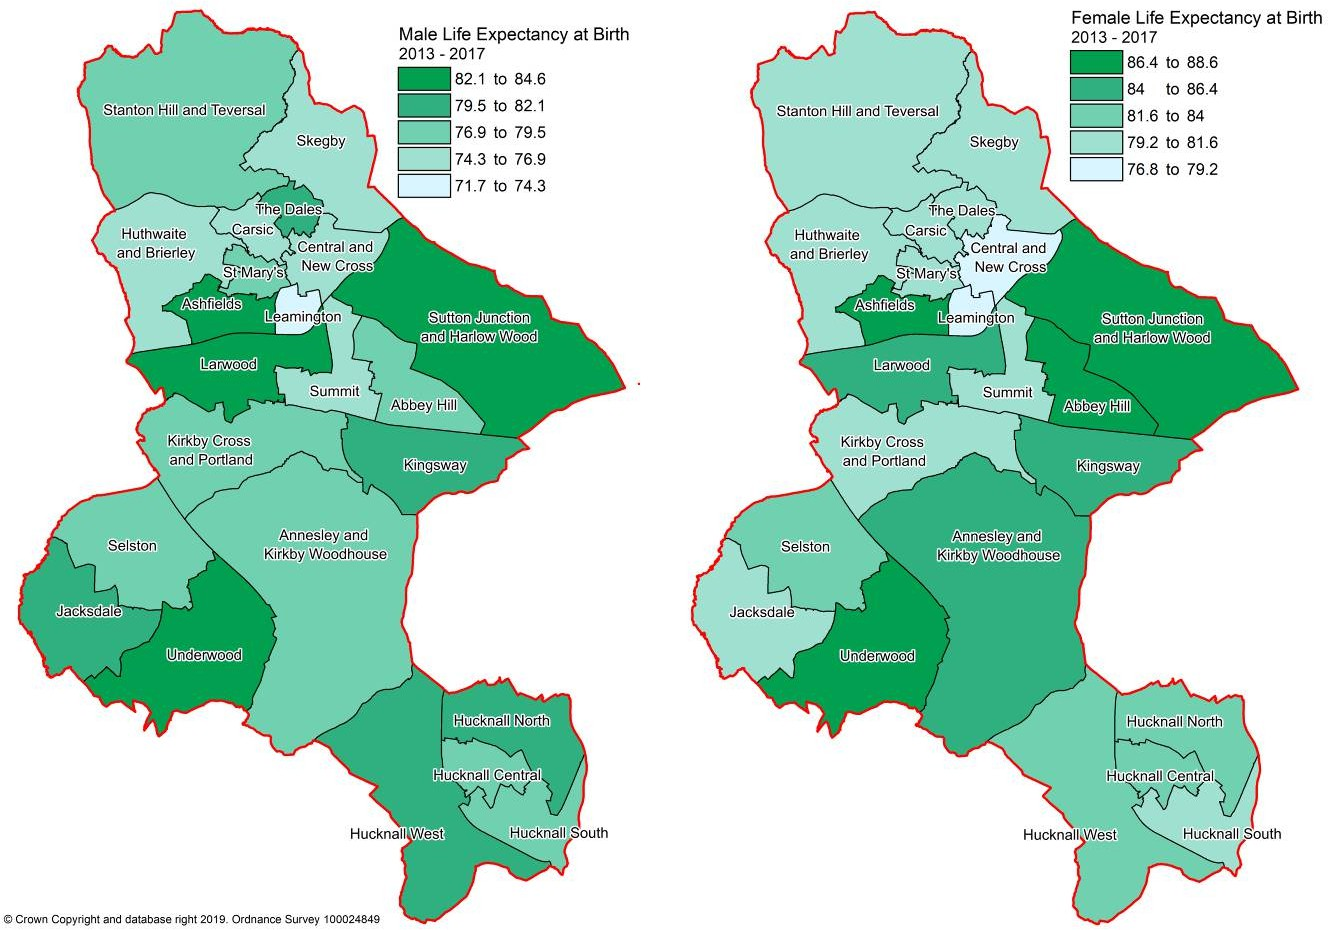 Male Life Expectancy at Birth
2013 - 2017
82.1 to 84.6
79.5 to 82.1
76.9 to 79.5
74.3 to 76.9
71.7 to 74.3
Stanton Hill and Teversal
Skegby
The Dales
Carsic
Huthwaite
and Brierley
Central and
New Cross
St Mary's
Ashfields
Leamington
Sutton Junction
and Harlow Wood
Larwood
Summit
Abbey Hill
Kirkby Cross
and Portland
Kingsway
Annesley and
Kirkby Woodhouse
Selston
Jacksdale
Underwood
Hucknall North
Hucknall Central
Hucknall West
Hucknall South
© Crown Copyright and database right 2019. Ordnance Survey 100024849
Female Life Expectancy at Birth
2013 - 2017
86.4 to 88.6
84 to 86.4
81.6 to 84
79.2 to 81.6
76.8 to 79.2
Stanton Hill and Teversal
Skegby
The Dales
Carsic
Huthwaite
and Brierley
Central and
New Cross
St Mary's
Ashfields
Leamington
Sutton Junction
and Harlow Wood
Larwood
Summit
Abbey Hill
Kirkby Cross
and Portland
Kingsway
Annesley and
Kirkby Woodhouse
Selston
Jacksdale
Underwood
Hucknall North
Hucknall Central
Hucknall West
Hucknall South